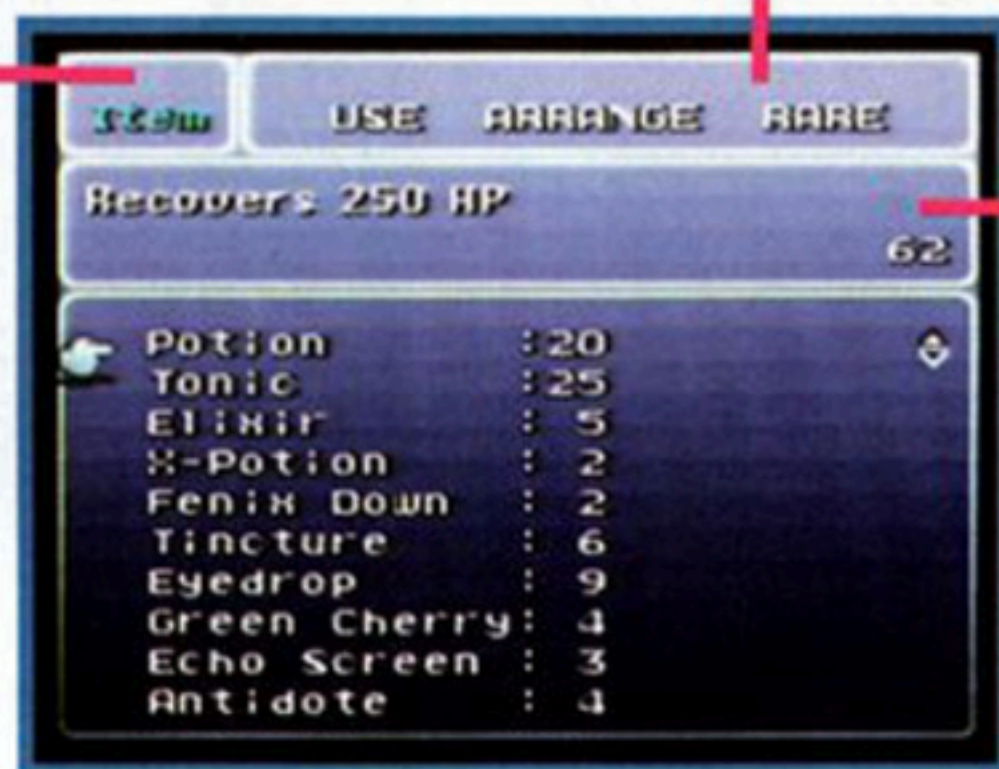 Item USE ARRANGE RARE
Recovers 250 HP
62
Potion :20
Tonic :25
Elixir : 5
X-Potion : 2
Fenix Down : 2
Tincture : 6
Eyedrop : 9
Green Cherry: 4
Echo Screen : 3
Antidote : 4